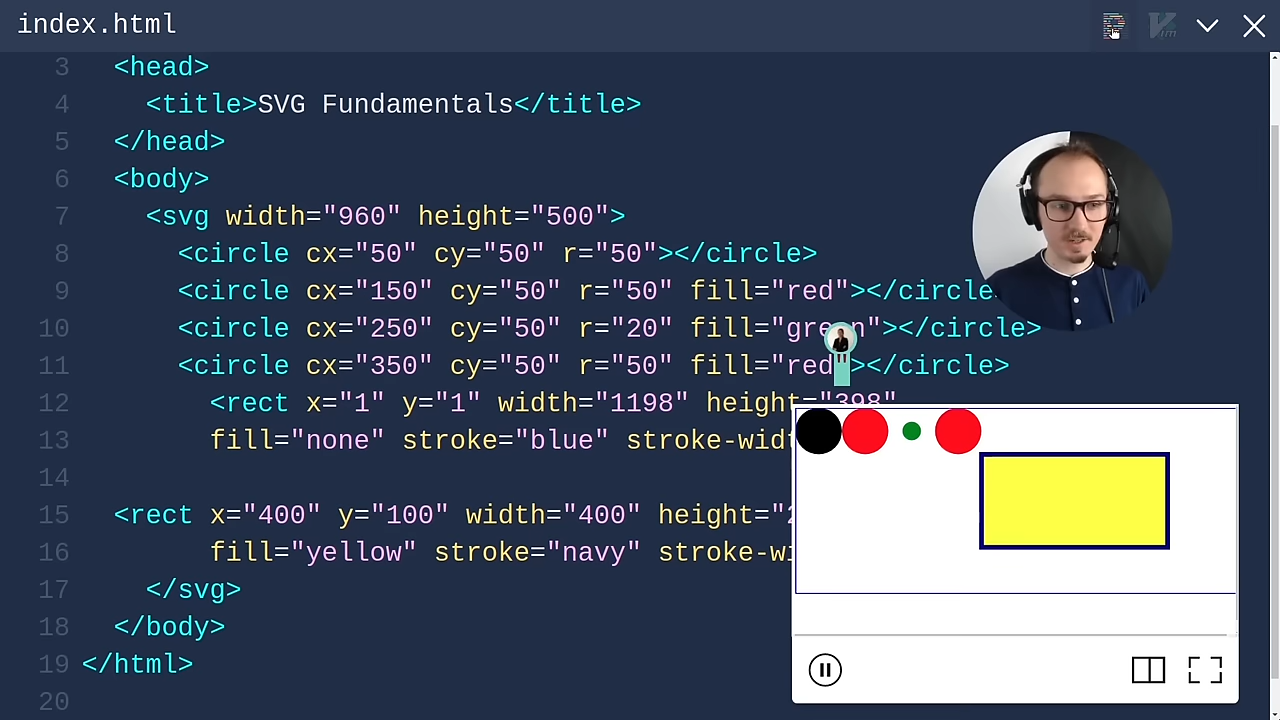 index.html
3 <head>
4 <title>SVG Fundamentals</title>
5 </head>
6 <body>
7 <svg width="960" height="500">
8 <circle cx="50" cy="50" r="50"></circle>
9 <circle cx="150" cy="50" r="50" fill="red"></circle
10 <circle cx="250" cy="50" r="20" fill="green"></circle>
11 <circle cx="350" cy="50" r="50" fill="red"></circle>
12 <rect x="1" y="1" width="1198" height="398"
13 fill="none" stroke="blue" stroke-widt
14
15 <rect x="400" y="100" width="400" height="2
16 fill="yellow" stroke="navy" stroke-wi
17 </svg>
18 </body>
19 </html>
20